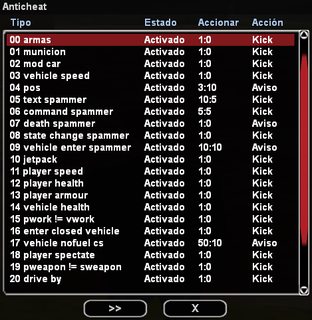 Anticheat
Tipo Estado Accionar Acción
00 armas Activado 1:0 Kick
01 municion Activado 1:0 Kick
02 mod car Activado 1:0 Kick
03 vehicle speed Activado 1:0 Kick
04 pos Activado 3:10 Aviso
05 text spammer Activado 10:5 Kick
06 command spammer Activado 5:5 Kick
07 death spammer Activado 1:0 Aviso
08 state change spammer Activado 1:0 Kick
09 vehicle enter spammer Activado 10:10 Aviso
10 jetpack Activado 1:0 Kick
11 player speed Activado 1:0 Kick
12 player health Activado 1:0 Kick
13 player armour Activado 1:0 Kick
14 vehicle health Activado 1:0 Kick
15 pwork != vwork Activado 1:0 Kick
16 enter closed vehicle Activado 1:0 Kick
17 vehicle nofuel cs Activado 50:10 Aviso
18 player spectate Activado 1:0 Kick
19 pweapon != sweapon Activado 1:0 Kick
20 drive by Activado 1:0 Kick
>> X